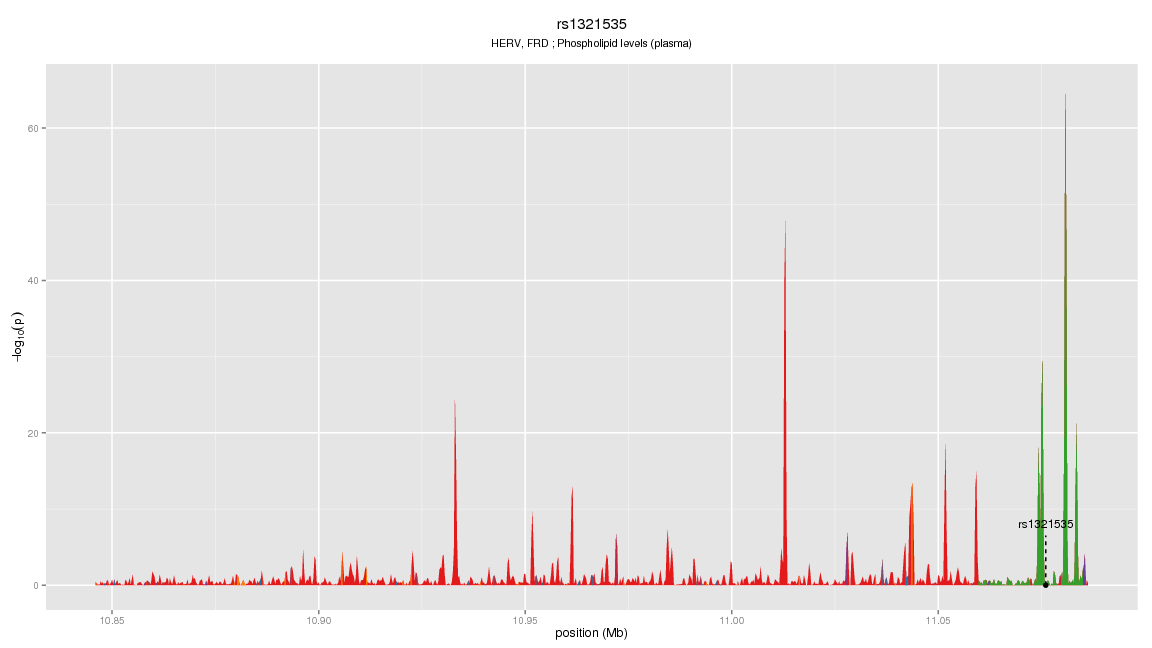 rs1321535
HERV, FRD ; Phospholipid levels (plasma)
−log10(p)
60
40
20
0
rs1321535
10.85
10.90
10.95
11.00
11.05
position (Mb)